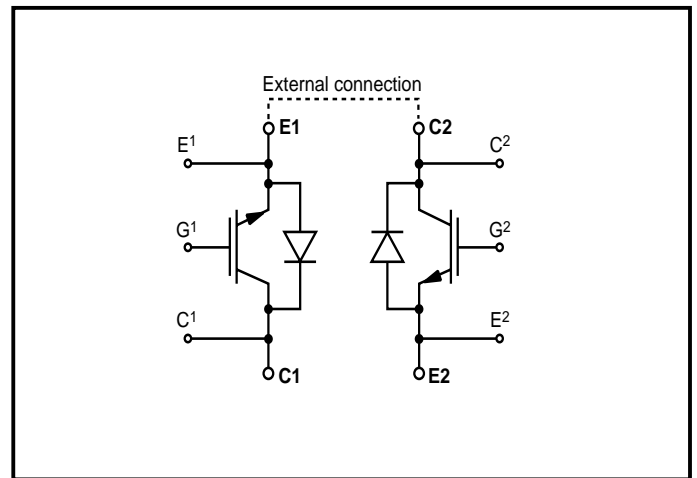 External connection
E1 C2
E¹ C²
G¹ G²
C¹ E²
C1 E2